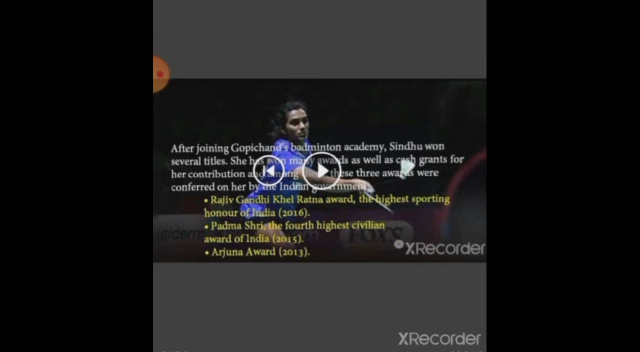 After joining Gopichand's badminton academy, Sindhu won
several titles. She has won many awards as well as cash grants for
her contribution and among these three awards were
conferred on her by the Indian government.
• Rajiv Gandhi Khel Ratna award, the highest sporting
honour of India (2016).
• Padma Shri, the fourth highest civilian
award of India (2015).
• Arjuna Award (2013).
XRecorder
XRecorder